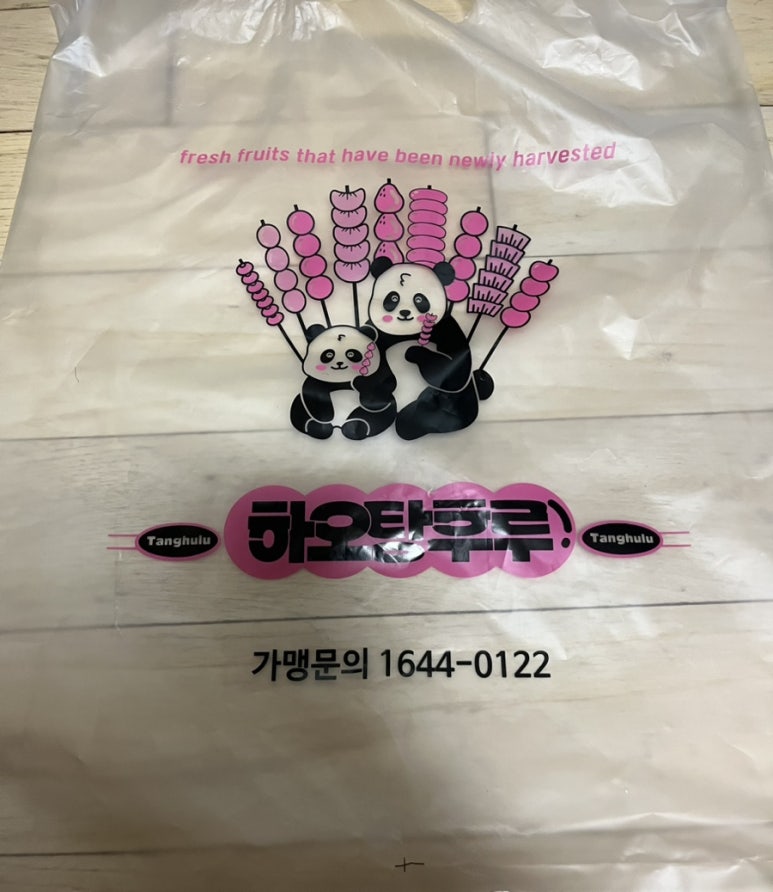 fresh fruits that have been newly harvested
Tanghulu 하오탕후루! Tanghulu
가맹문의 1644-0122